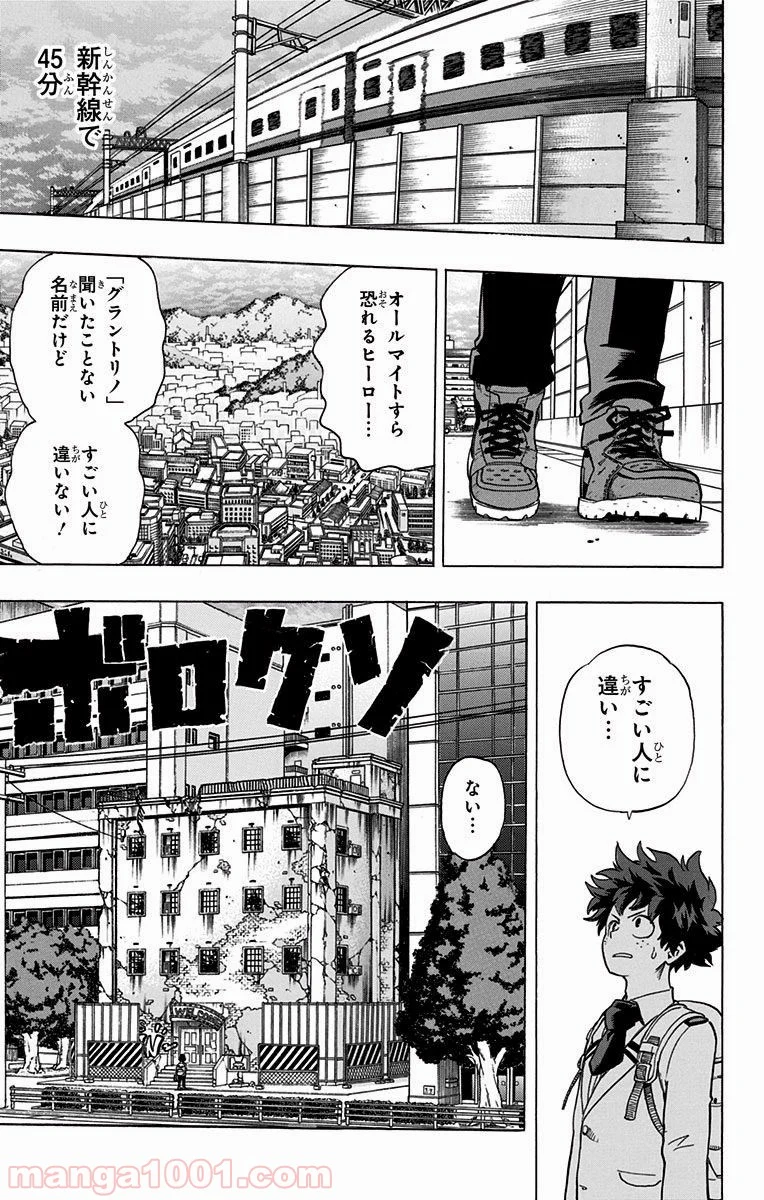 新幹線で
45分
オールマイトすら
恐れるヒーロー…
「グラントリノ」
聞いたことない
名前だけど
すごい人に
違いない!
すごい人に
違い…
ボロクソ
ない…
WELCOME
manga1001.com